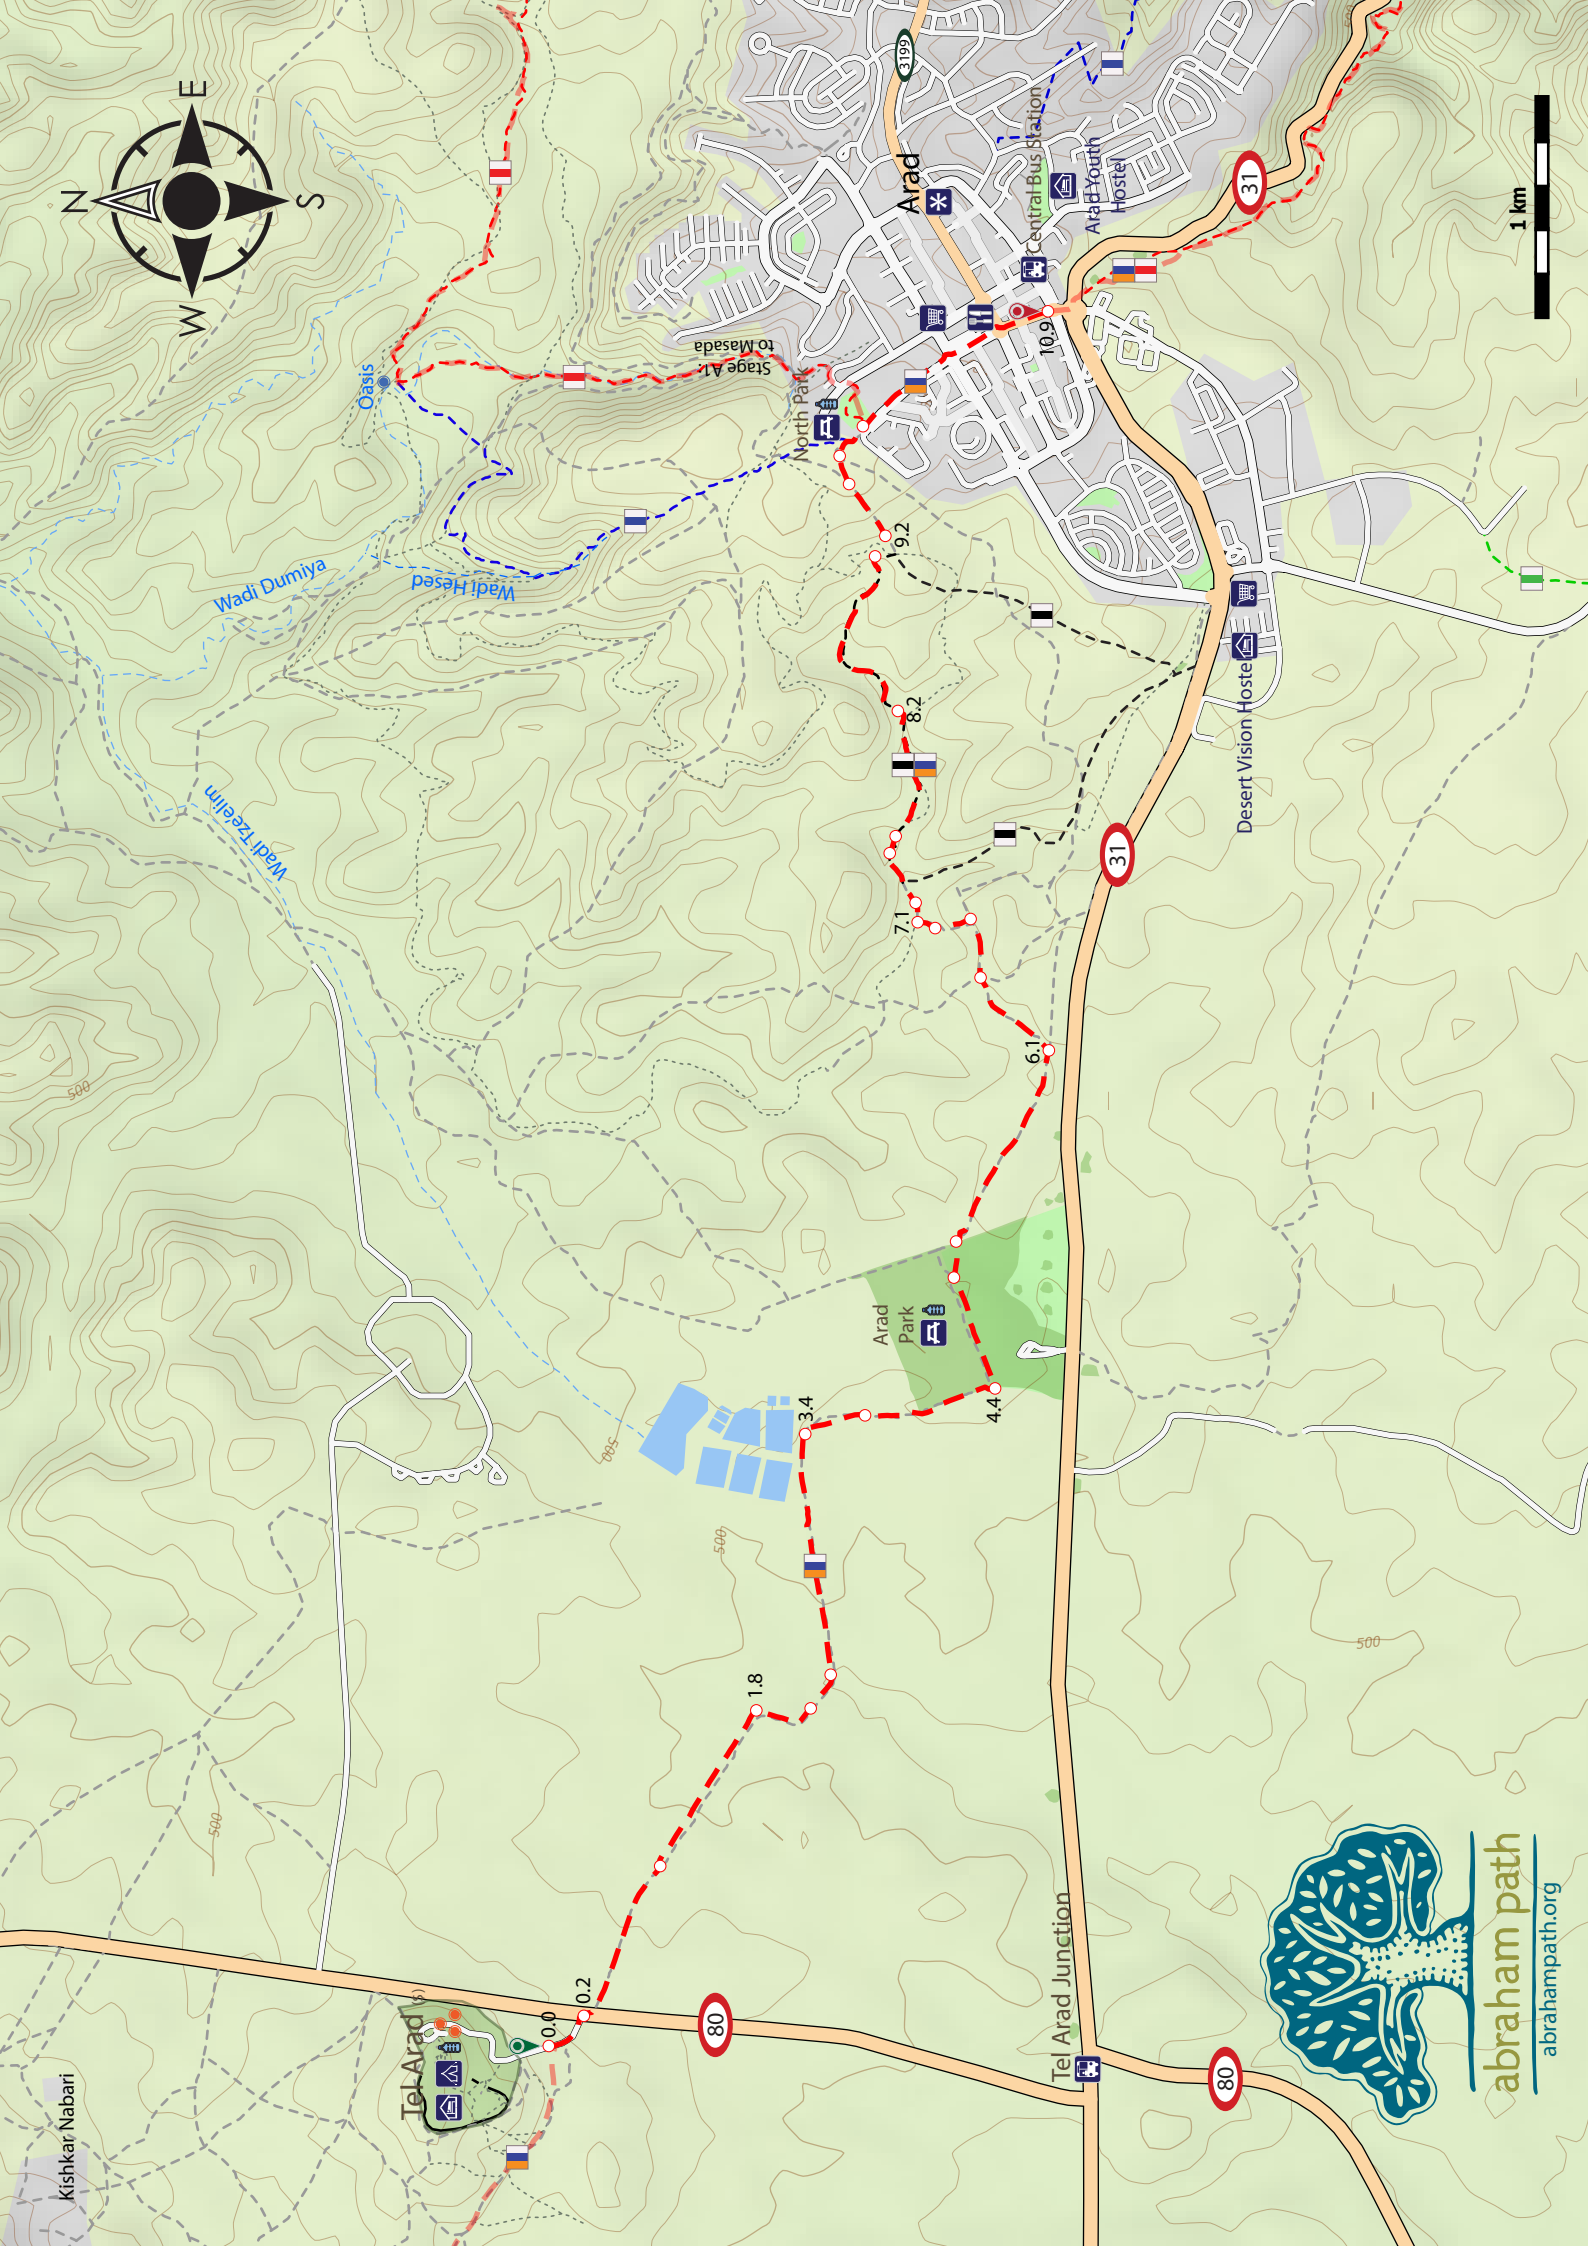 N
E
S
W
Kishkar Nabari
Tel Arad (S)
0.0
0.2
80
500
1.8
500
500
3.4
4.4
Arad
Park
500
Wadi Tze'elim
Wadi Dumiya
Wadi Hesed
Oasis
6.1
7.1
8.2
9.2
North Park
Stage A1:
to Masada
10.9
Arad
3199
Central Bus Station
Arad Youth
Hostel
31
1 km
Desert Vision Hostel
31
500
Tel Arad Junction
80
abraham path
abrahampath.org